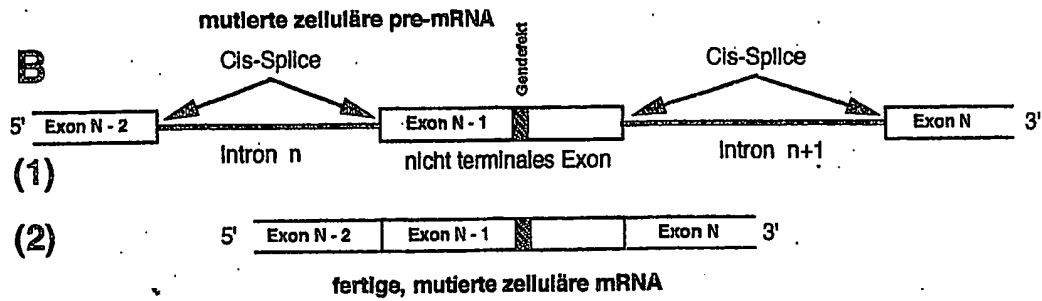 mutierte zelluläre pre-mRNA
Gendefekt
B
Cis-Splice
Cis-Splice
5' Exon N - 2 Exon N - 1 Exon N 3'
Intron n
nicht terminales Exon
Intron n+1
(1)
(2)
5' Exon N - 2 Exon N - 1 Exon N 3'
fertige, mutierte zelluläre mRNA